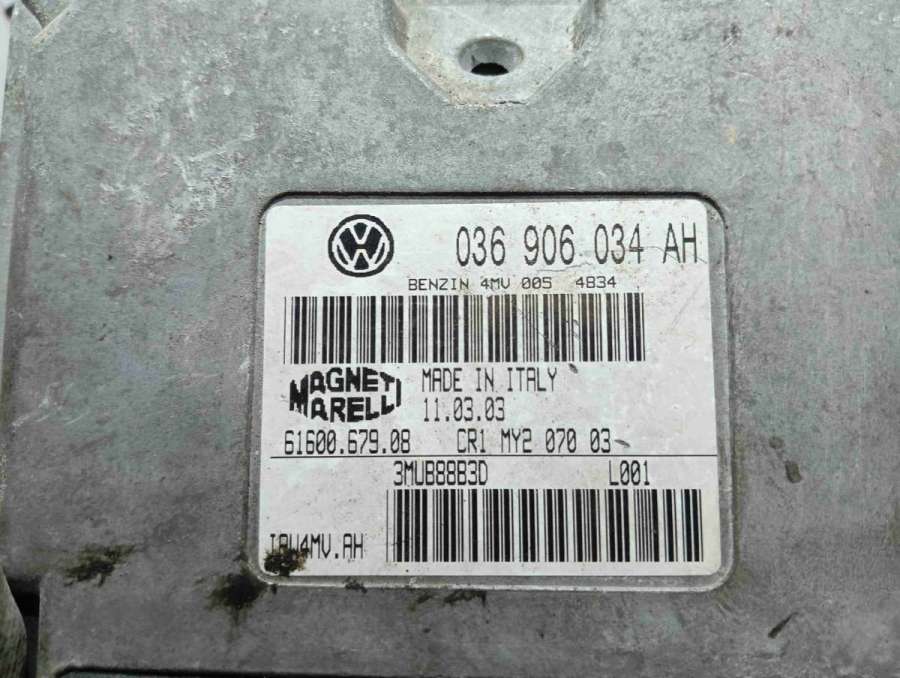 036 906 034 AH
BENZIN 4MV 005 4B34
MAGNETI
MARELLI
MADE IN ITALY
11.03.03
61600.679.08 CR1 MY2 070 03
3MUB88B3D L001
IAW4MV.AH